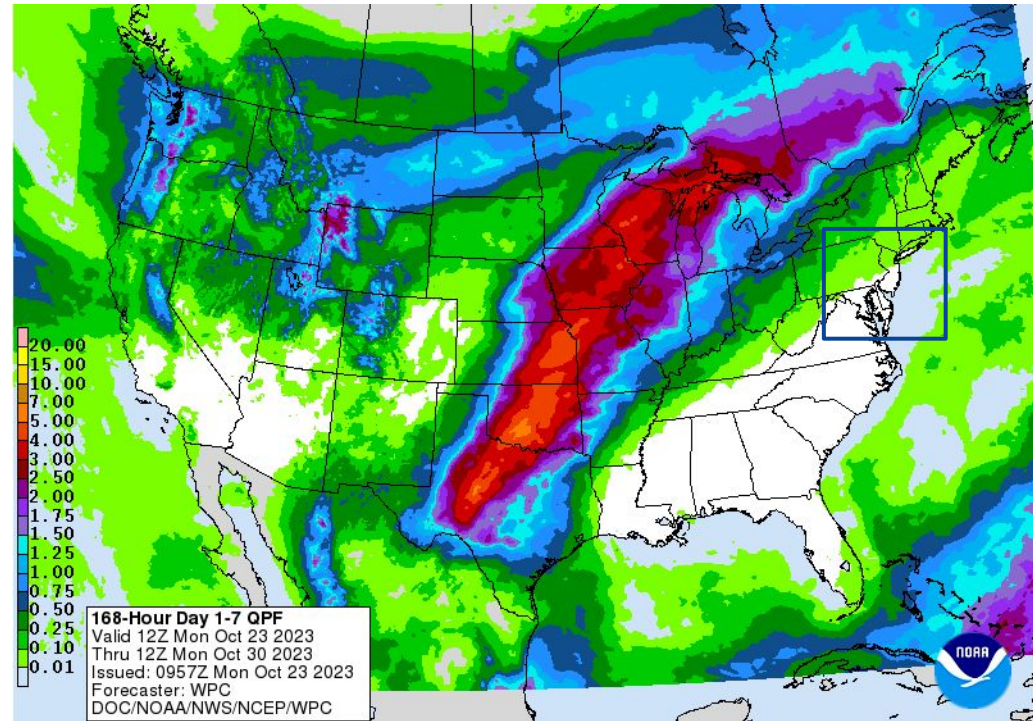 20.00
15.00
10.00
7.00
5.00
4.00
3.00
2.50
2.00
1.75
1.50
1.25
1.00
0.75
0.50
0.25
0.10
0.01
168-Hour Day 1-7 QPF
Valid 12Z Mon Oct 23 2023
Thru 12Z Mon Oct 30 2023
Issued: 0957Z Mon Oct 23 2023
Forecaster: WPC
DOC/NOAA/NWS/NCEP/WPC
NOAA